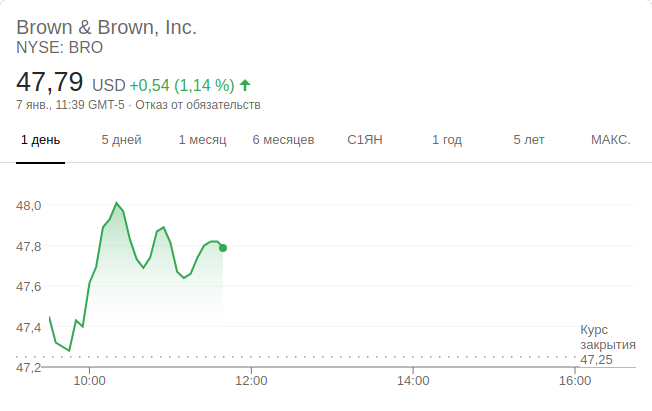 Brown & Brown, Inc.
NYSE: BRO
47,79 USD +0,54 (1,14 %)
7 янв., 11:39 GMT-5 · Отказ от обязательств
1 день 5 дней 1 месяц 6 месяцев С1ЯН 1 год 5 лет МАКС.
48,0
47,8
47,6
47,4
Курс
закрытия
47,25
47,2
10:00 12:00 14:00 16:00